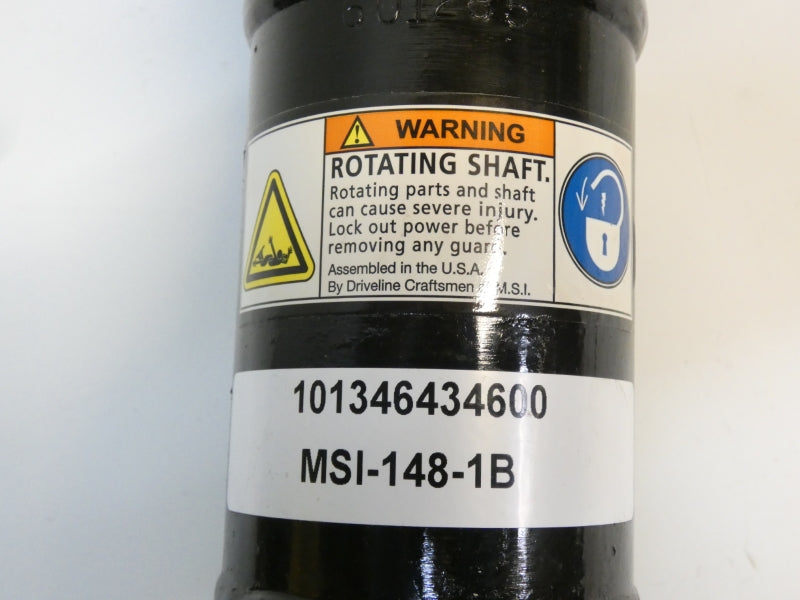 WARNING
ROTATING SHAFT.
Rotating parts and shaft
can cause severe injury.
Lock out power before
removing any guard.
Assembled in the U.S.A.
By Driveline Craftsmen M.S.I.
101346434600
MSI-148-1B